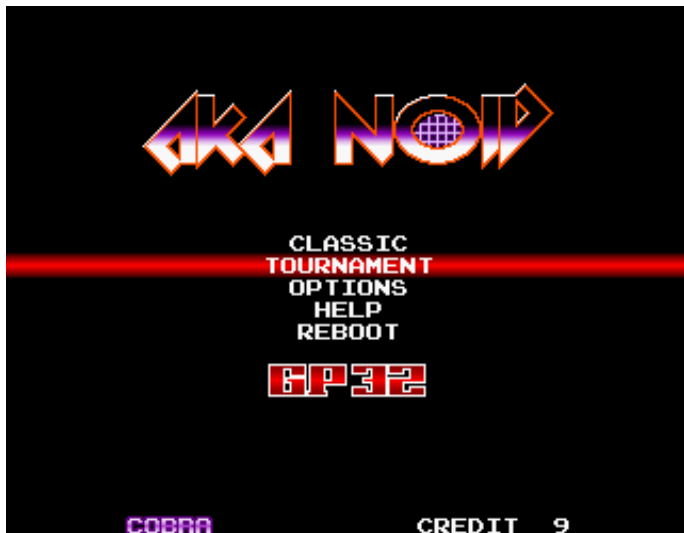 AKA NOID
CLASSIC
TOURNAMENT
OPTIONS
HELP
REBOOT
GP32
COBRA CREDIT 9